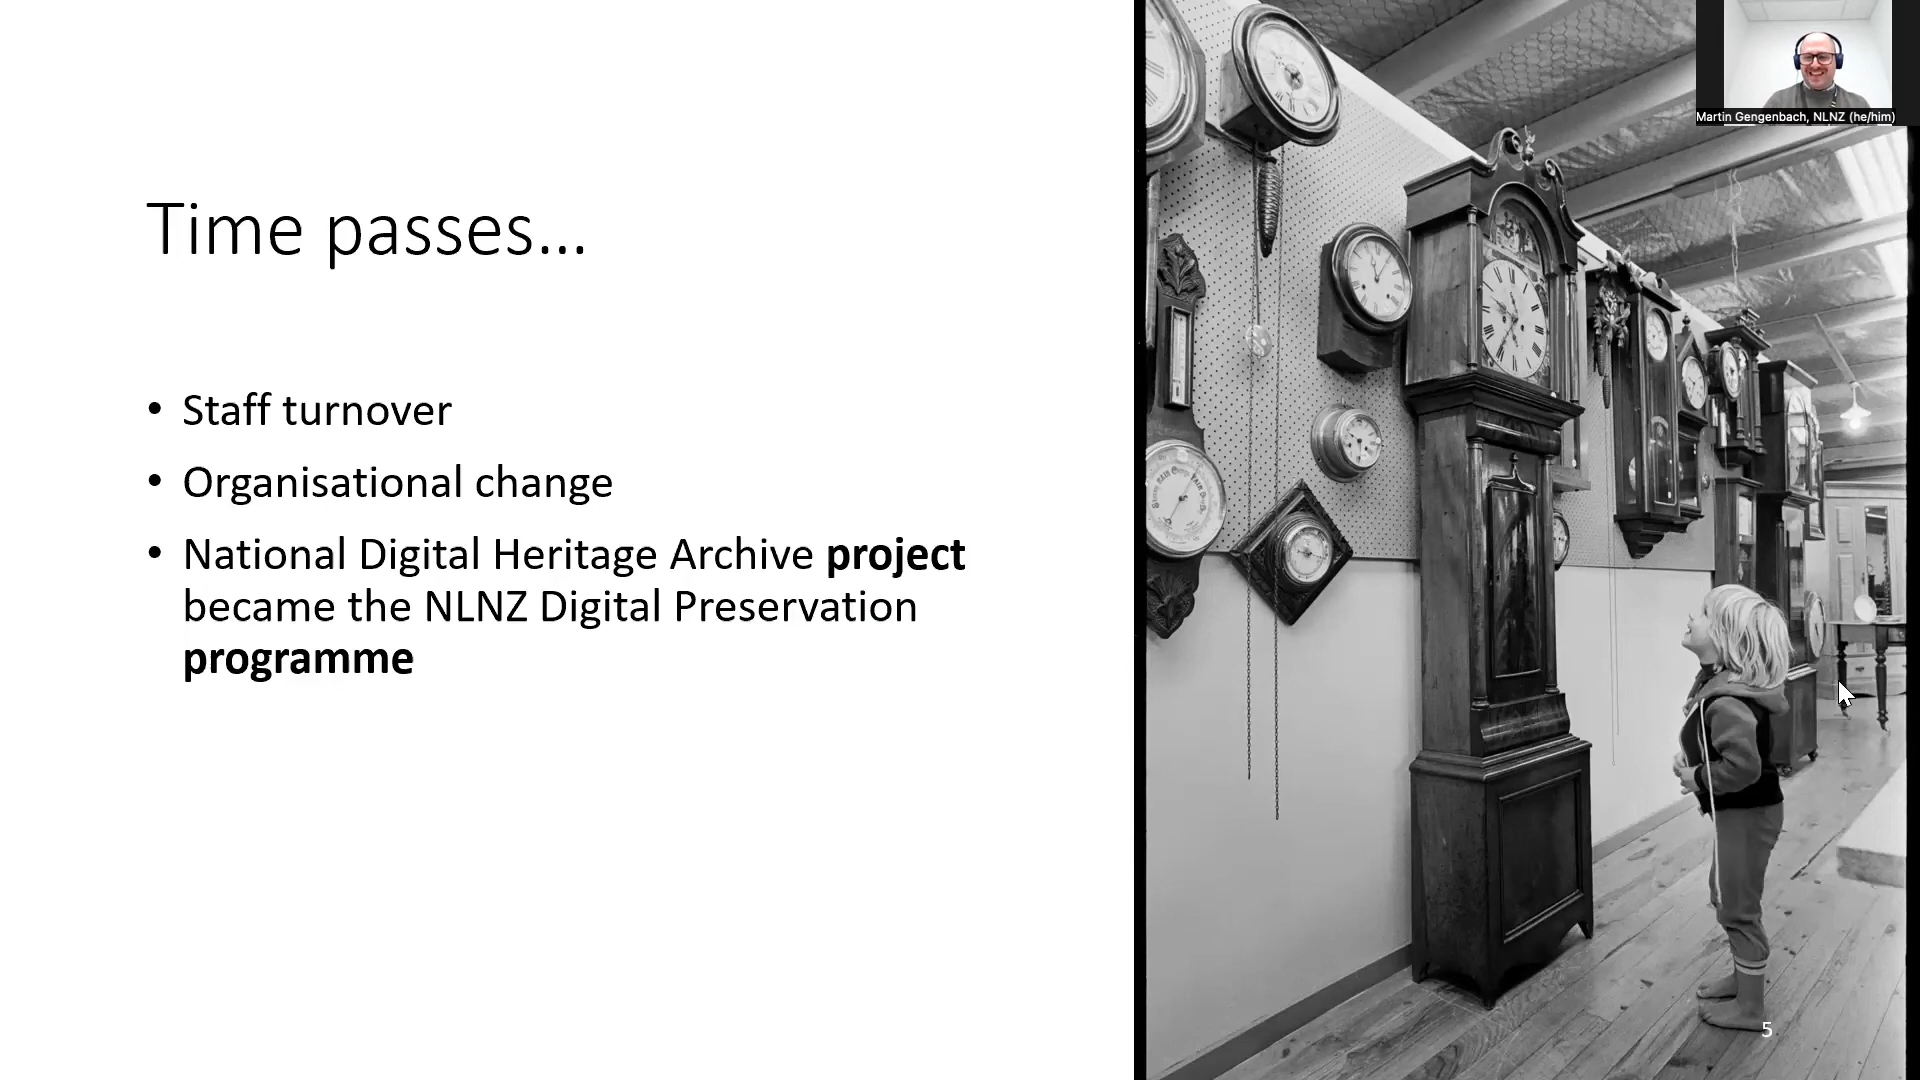 Martin Gengenbach, NLNZ (he/him)
Time passes...
• Staff turnover
• Organisational change
• National Digital Heritage Archive project
became the NLNZ Digital Preservation
programme
5